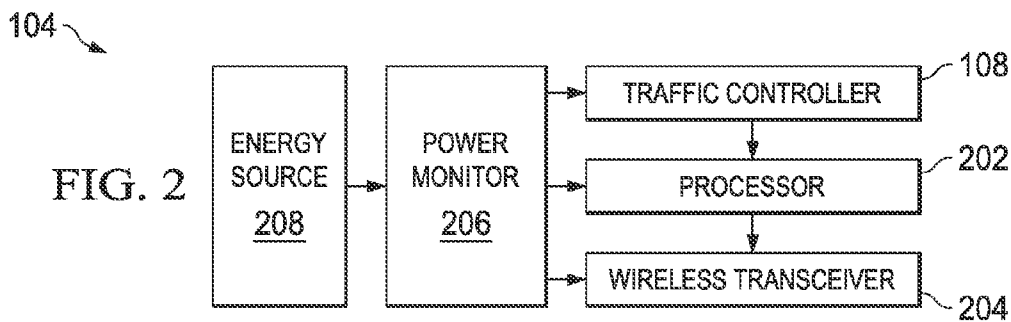 104
108
TRAFFIC CONTROLLER
ENERGY
SOURCE
208
POWER
MONITOR
206
202
PROCESSOR
FIG. 2
WIRELESS TRANSCEIVER
204